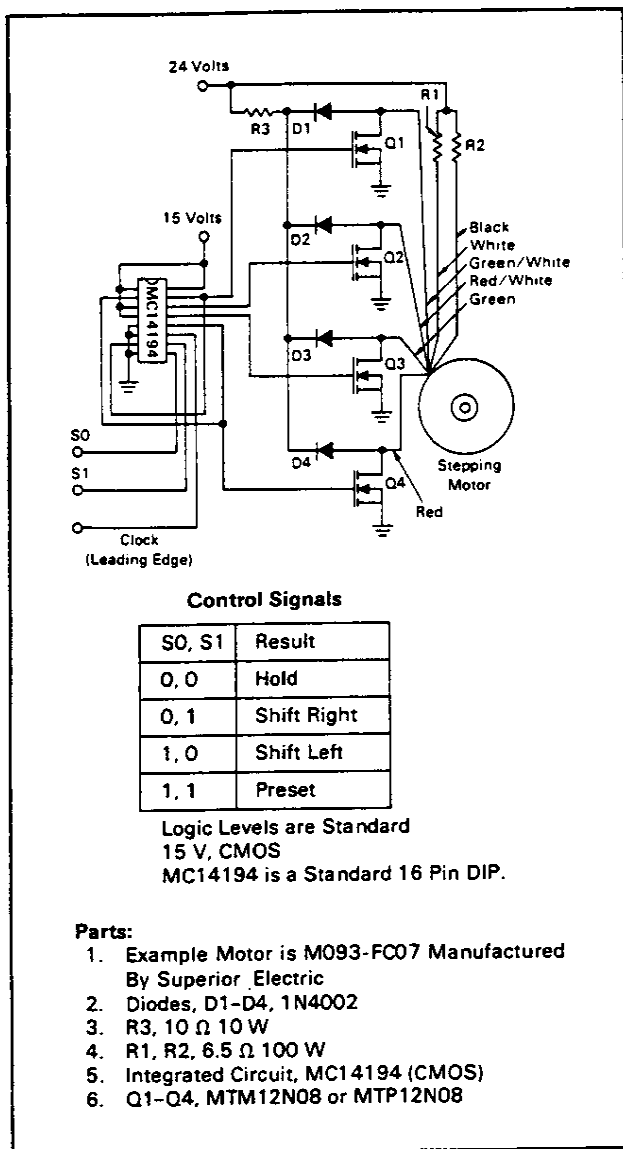 24 Volts
R1
R3
D1
Q1
R2
15 Volts
D2
Q2
Black
White
Green/White
Red/White
Green
MC14194
D3
Q3
S0
S1
D4
Q4
Stepping
Motor
Red
Clock
(Leading Edge)
Control Signals
S0, S1 Result
0, 0 Hold
0, 1 Shift Right
1, 0 Shift Left
1, 1 Preset
Logic Levels are Standard
15 V, CMOS
MC14194 is a Standard 16 Pin DIP.
Parts:
1. Example Motor is M093-FC07 Manufactured
By Superior Electric
2. Diodes, D1-D4, 1N4002
3. R3, 10 Ω 10 W
4. R1, R2, 6.5 Ω 100 W
5. Integrated Circuit, MC14194 (CMOS)
6. Q1-Q4, MTM12N08 or MTP12N08